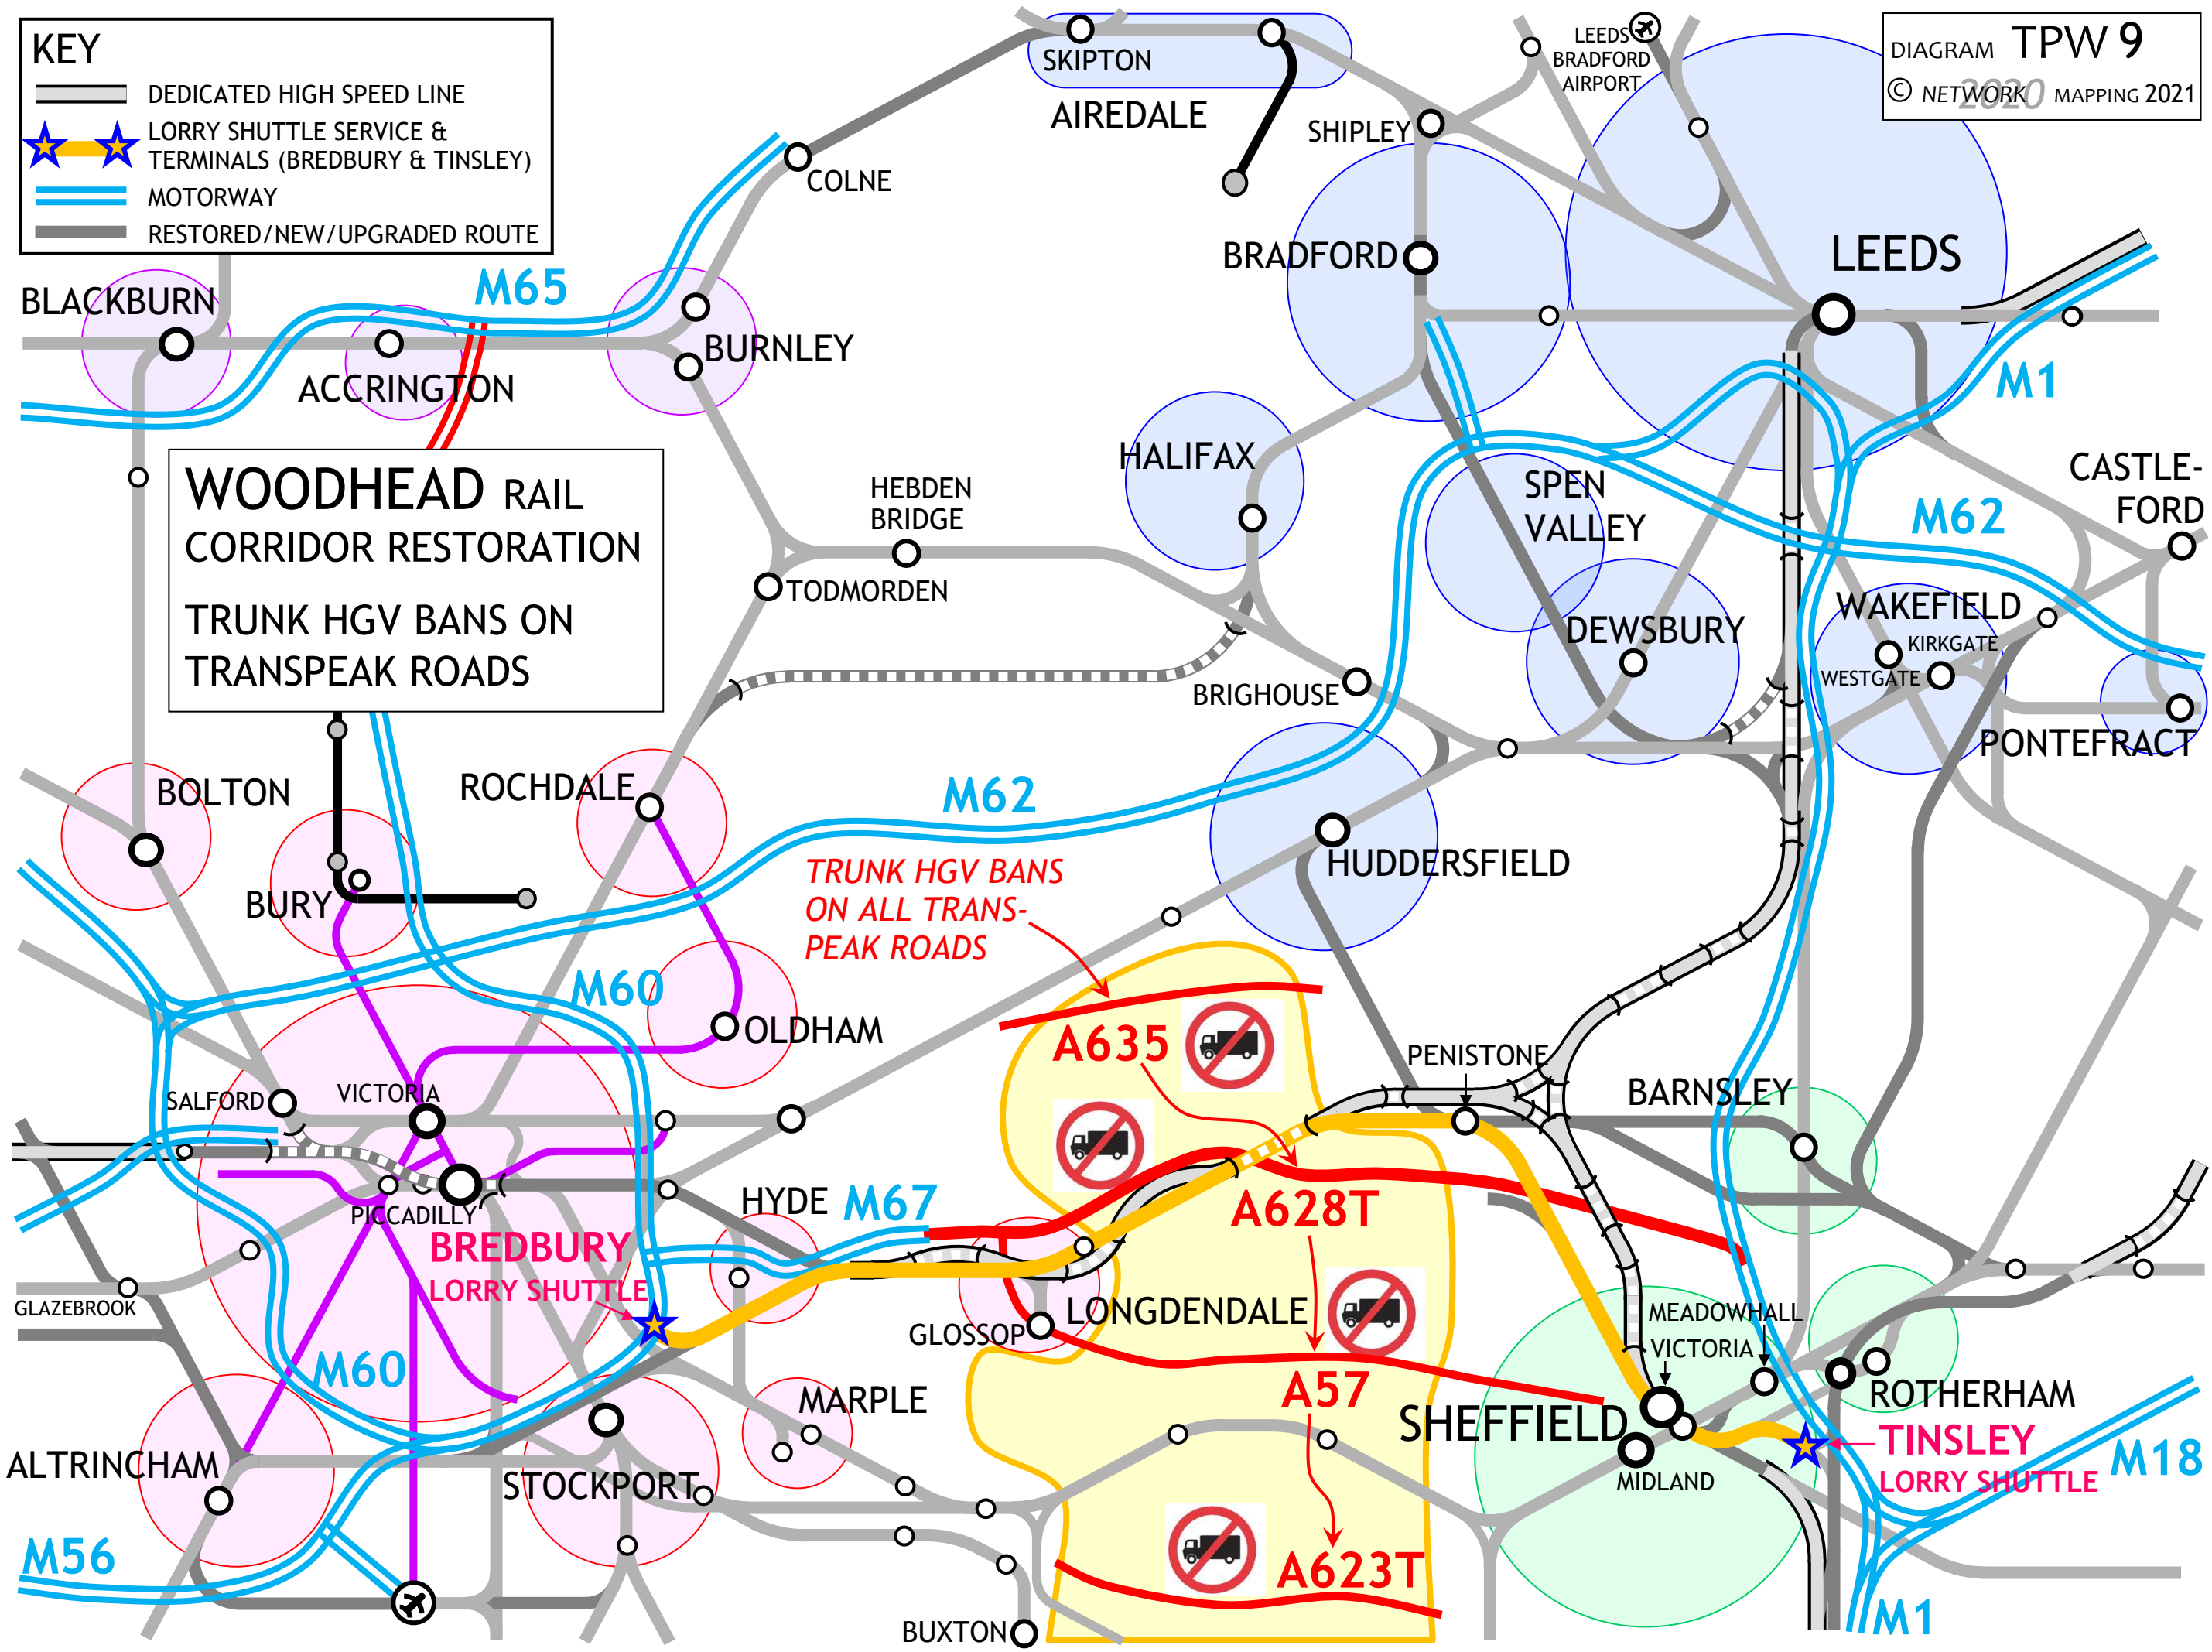 KEY
DEDICATED HIGH SPEED LINE
LORRY SHUTTLE SERVICE &
TERMINALS (BREDBURY & TINSLEY)
MOTORWAY
RESTORED/NEW/UPGRADED ROUTE
DIAGRAM TPW 9
© NETWORK 2020 MAPPING 2021
SKIPTON
AIREDALE
SHIPLEY
LEEDS
BRADFORD
AIRPORT
COLNE
BRADFORD
LEEDS
M65
BLACKBURN
BURNLEY
ACCRINGTON
M1
WOODHEAD RAIL
CORRIDOR RESTORATION
TRUNK HGV BANS ON
TRANSPEAK ROADS
HALIFAX
HEBDEN
BRIDGE
SPEN
VALLEY
CASTLE-
FORD
M62
TODMORDEN
DEWSBURY
WAKEFIELD
KIRKGATE
WESTGATE
BRIGHOUSE
PONTEFRACT
BOLTON
ROCHDALE
M62
BURY
HUDDERSFIELD
TRUNK HGV BANS
ON ALL TRANS-
PEAK ROADS
M60
OLDHAM
A635
PENISTONE
BARNSLEY
SALFORD
VICTORIA
PICCADILLY
HYDE
M67
A628T
BREDBURY
LORRY SHUTTLE
GLAZEBROOK
GLOSSOP
LONGDENDALE
MEADOWHALL
VICTORIA
M60
MARPLE
A57
SHEFFIELD
ROTHERHAM
TINSLEY
LORRY SHUTTLE
M18
ALTRINCHAM
STOCKPORT
MIDLAND
M56
A623T
BUXTON
M1